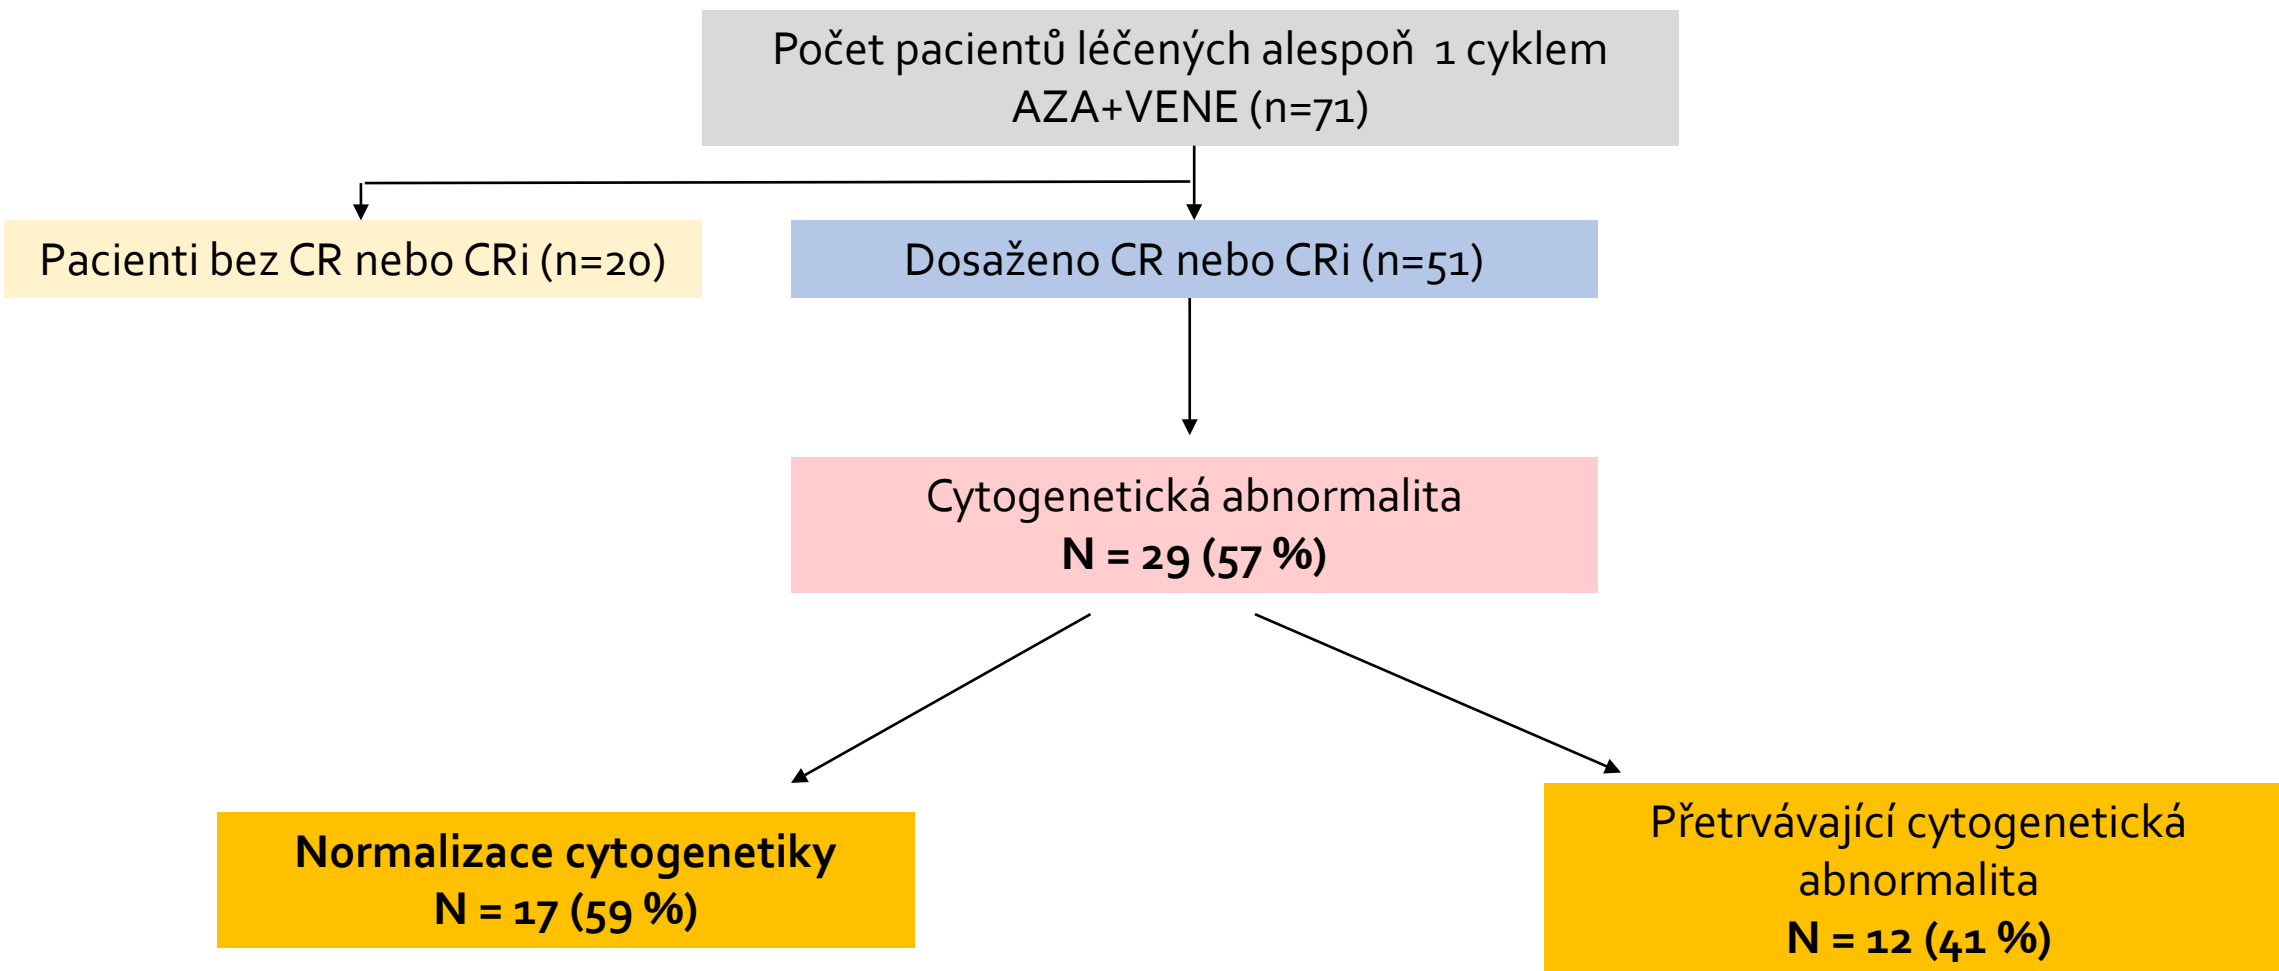 Počet pacientů léčených alespoň 1 cyklem
AZA+VENE (n=71)
Pacienti bez CR nebo CRi (n=20)
Dosaženo CR nebo CRi (n=51)
Cytogenetická abnormalita
N = 29 (57 %)
Normalizace cytogenetiky
N = 17 (59 %)
Přetrvávající cytogenetická
abnormalita
N = 12 (41 %)